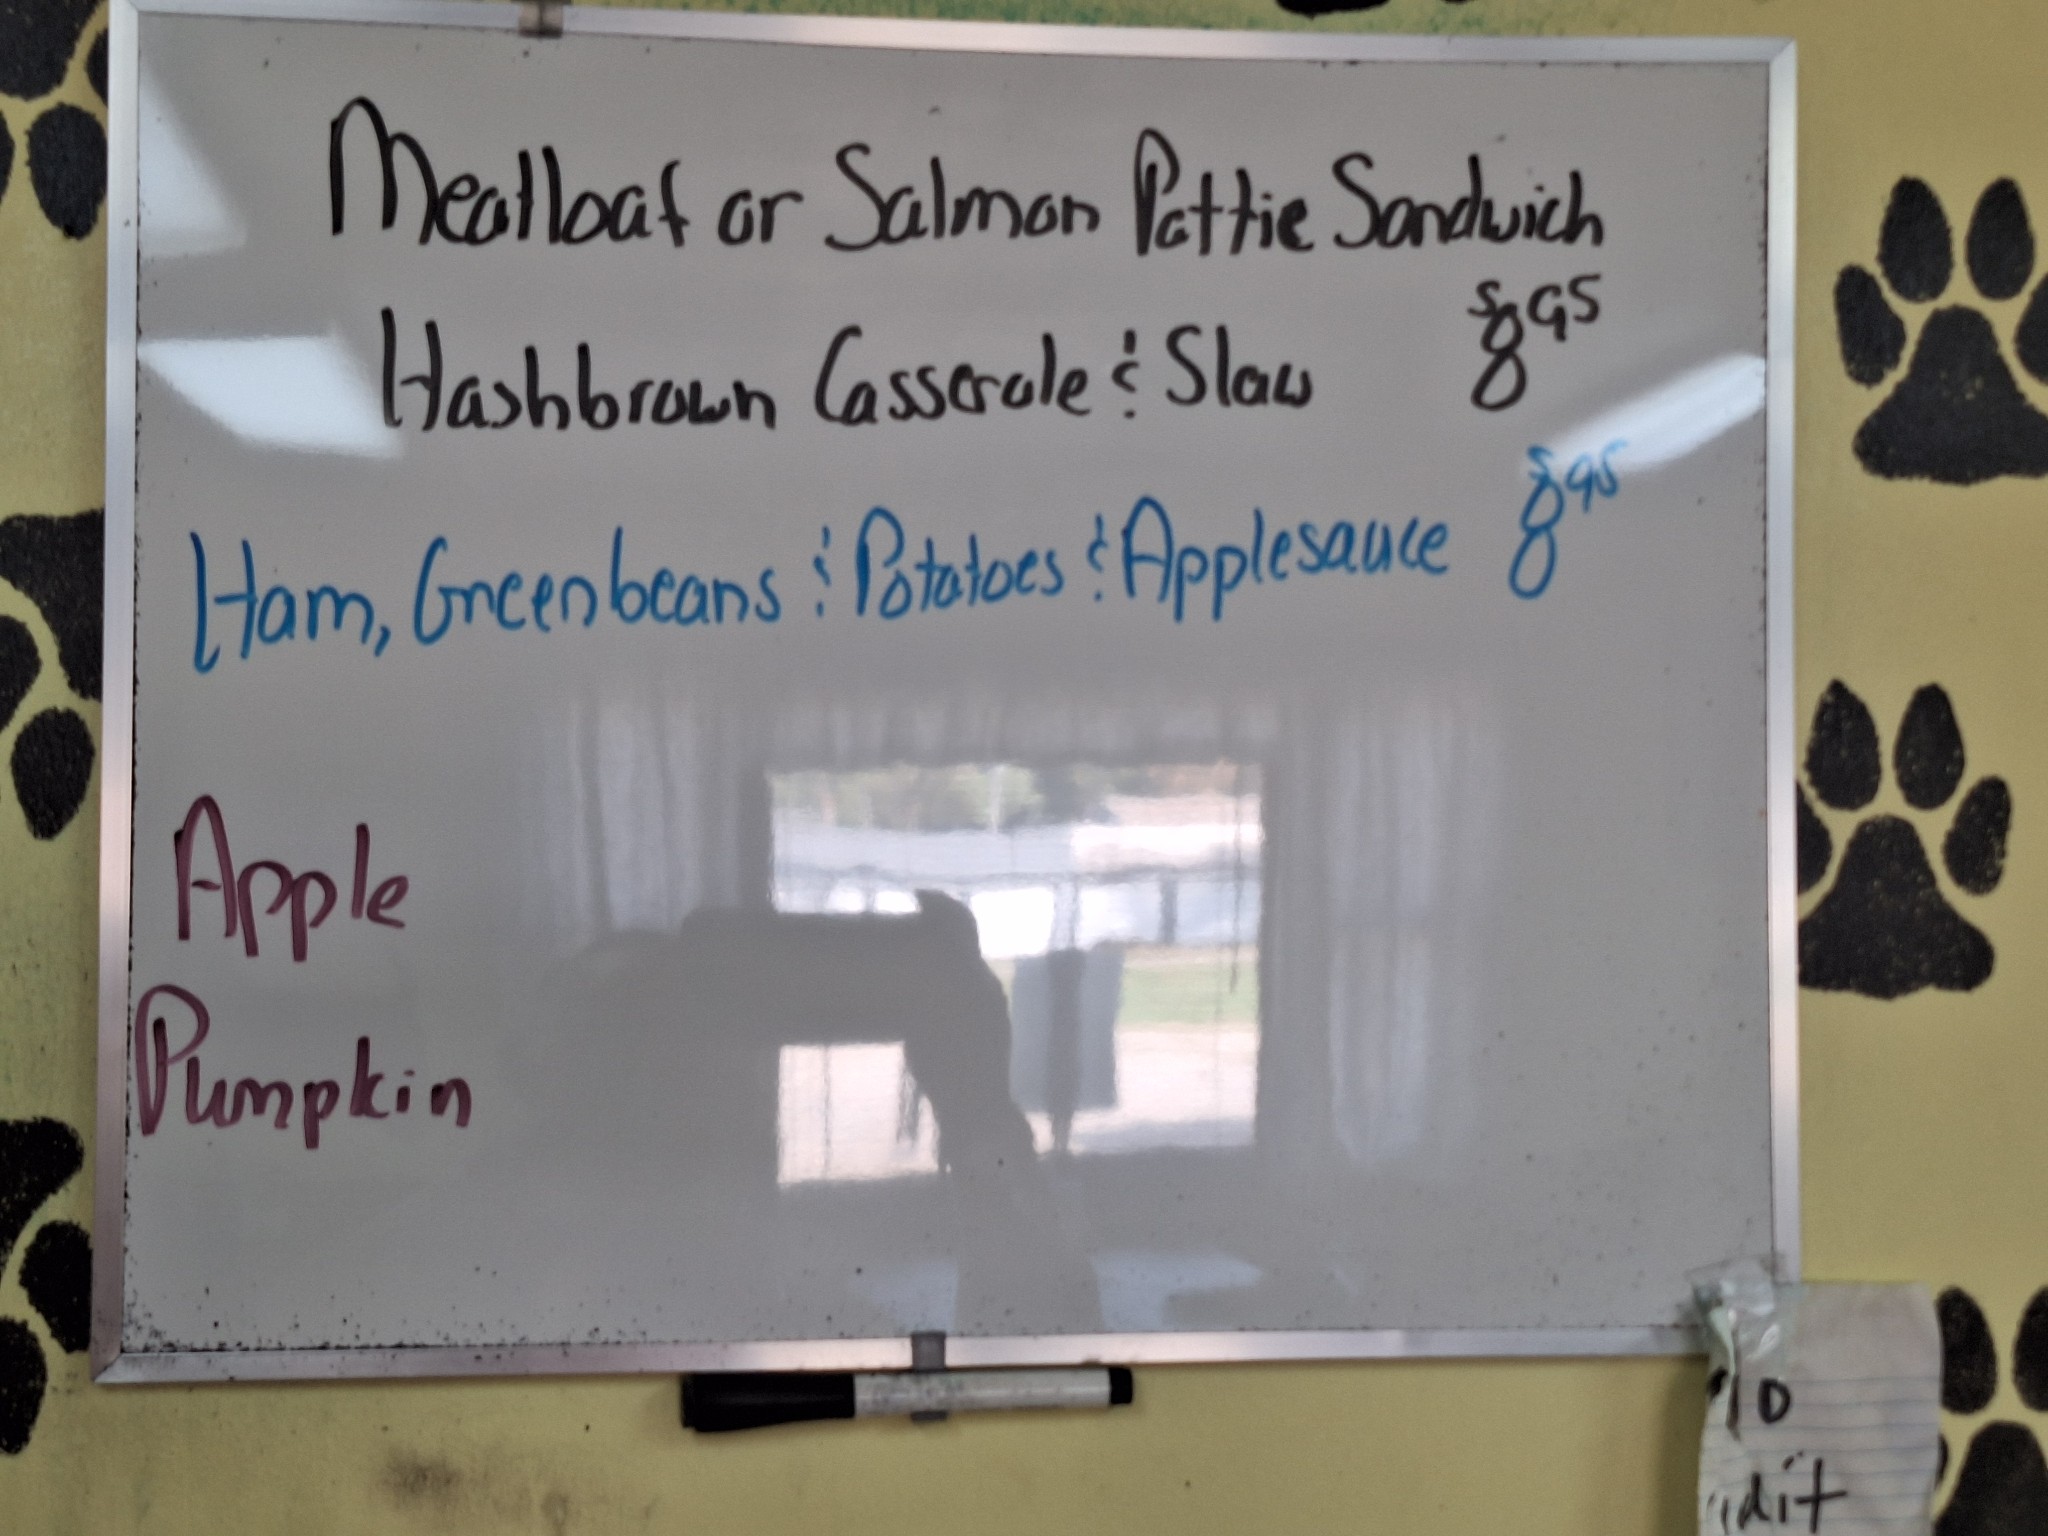 Meatloaf or Salmon Pattie Sandwich
Hashbrown Casserole & Slaw $8.95
Ham, Greenbeans & Potatoes & Applesauce $8.95
Apple
Pumpkin